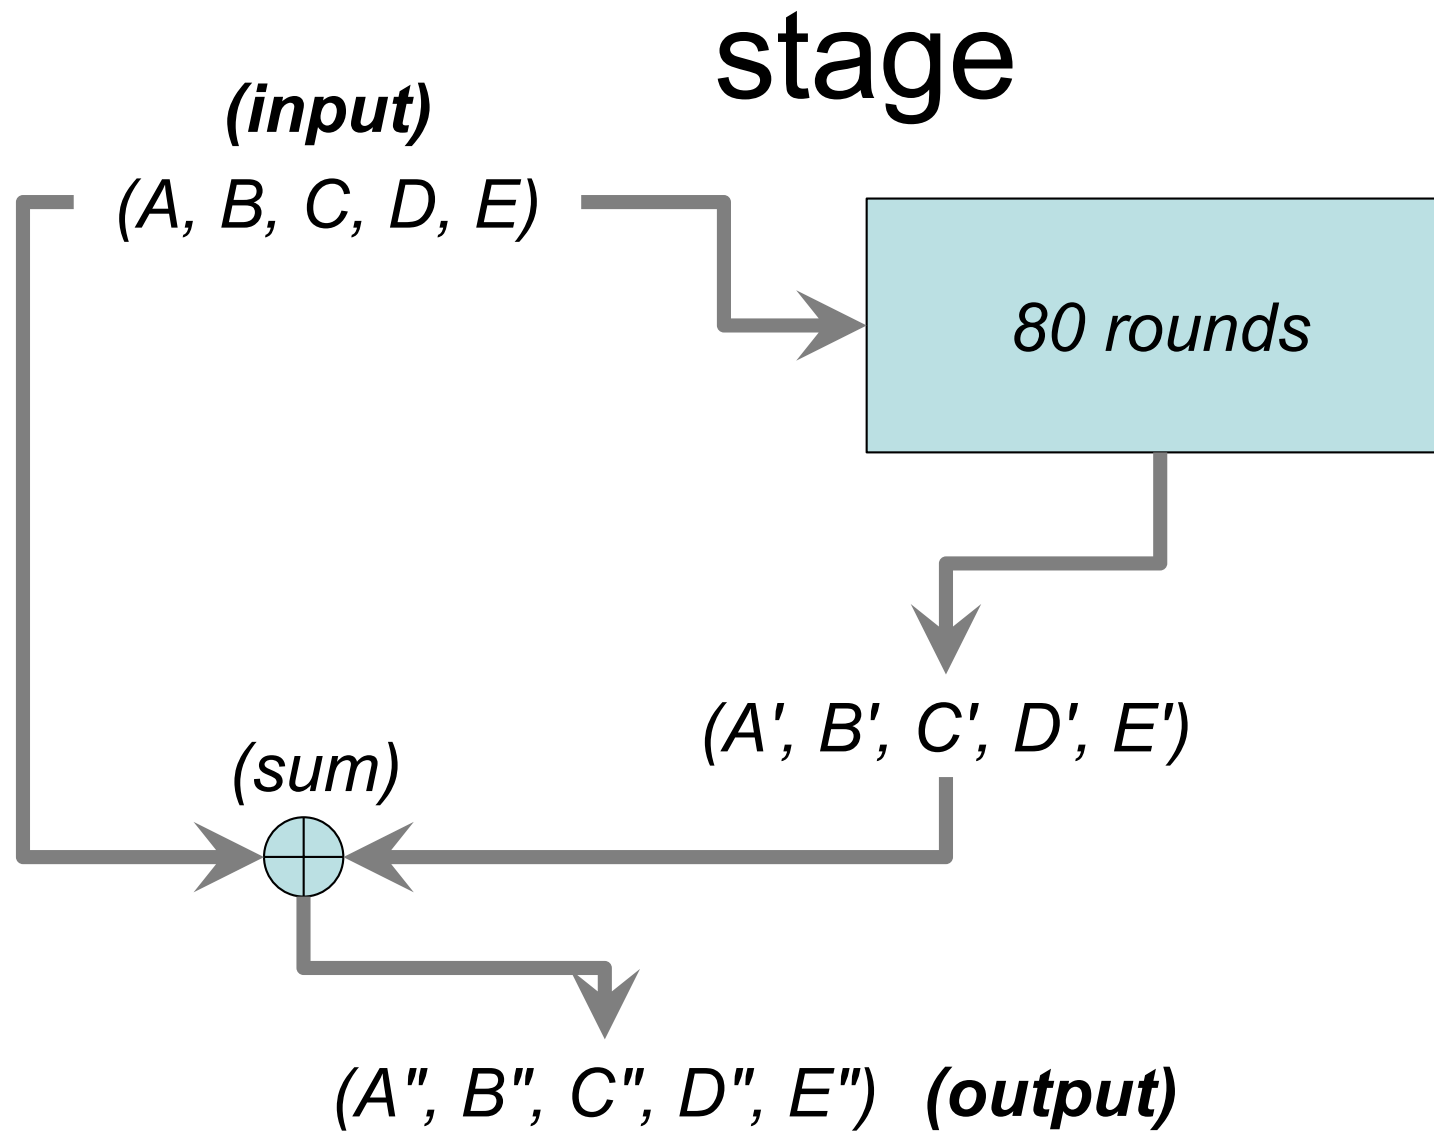 stage
(input)
(A, B, C, D, E)
80 rounds
(A', B', C', D', E')
(sum)
(A", B", C", D", E") (output)